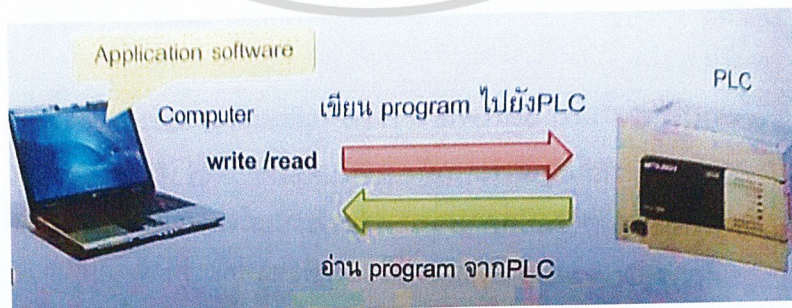 Application software
PLC
Computer
เขียน program ไปยังPLC
write /read
อ่าน program จากPLC